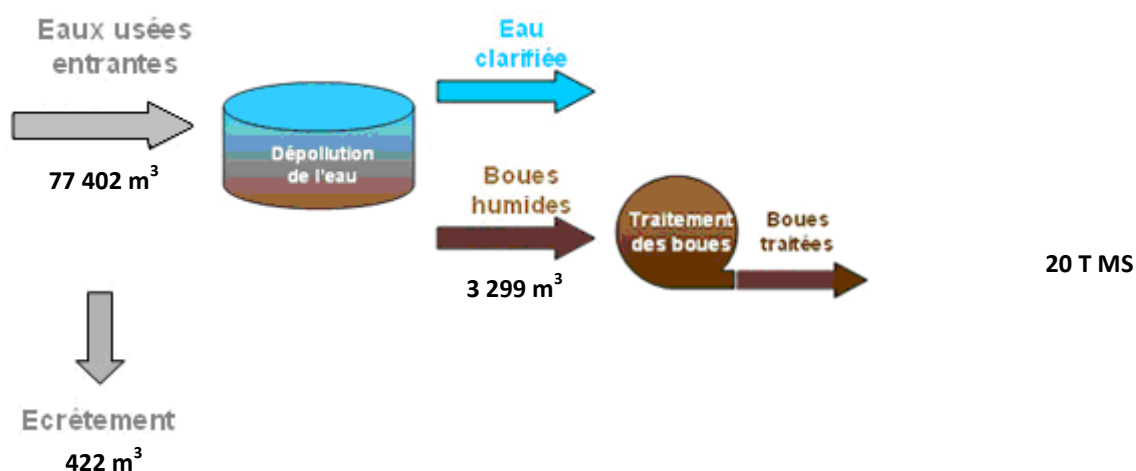 Eaux usées
entrantes
77 402 m³
Eau
clarifiée
Dépollution
de l'eau
Boues
humides
3 299 m³
Traitement
des boues
Boues
traitées
20 T MS
Ecrêtement
422 m³